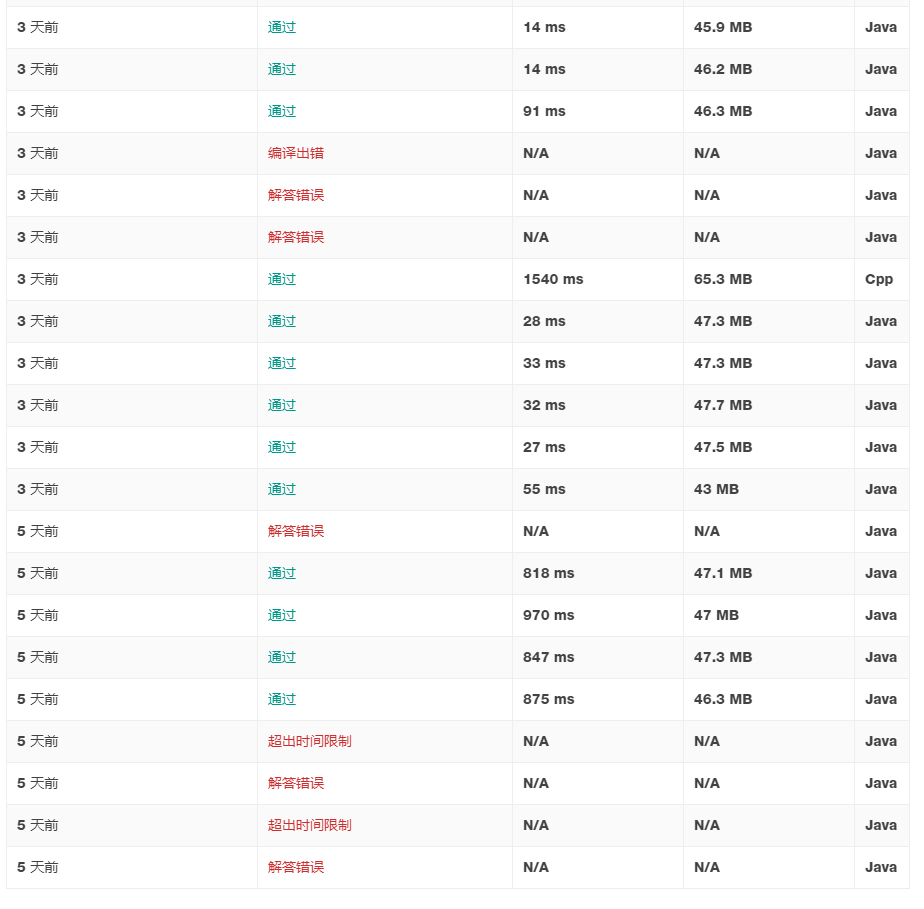 3 天前 通过 14 ms 45.9 MB Java
3 天前 通过 14 ms 46.2 MB Java
3 天前 通过 91 ms 46.3 MB Java
3 天前 编译出错 N/A N/A Java
3 天前 解答错误 N/A N/A Java
3 天前 解答错误 N/A N/A Java
3 天前 通过 1540 ms 65.3 MB Cpp
3 天前 通过 28 ms 47.3 MB Java
3 天前 通过 33 ms 47.3 MB Java
3 天前 通过 32 ms 47.7 MB Java
3 天前 通过 27 ms 47.5 MB Java
3 天前 通过 55 ms 43 MB Java
5 天前 解答错误 N/A N/A Java
5 天前 通过 818 ms 47.1 MB Java
5 天前 通过 970 ms 47 MB Java
5 天前 通过 847 ms 47.3 MB Java
5 天前 通过 875 ms 46.3 MB Java
5 天前 超出时间限制 N/A N/A Java
5 天前 解答错误 N/A N/A Java
5 天前 超出时间限制 N/A N/A Java
5 天前 解答错误 N/A N/A Java